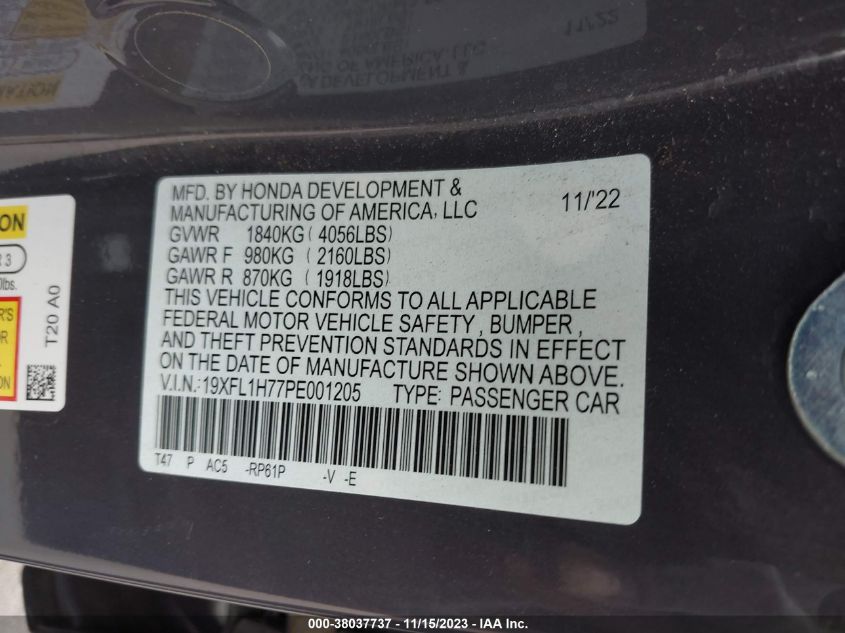 MFD. BY HONDA DEVELOPMENT &
MANUFACTURING OF AMERICA, LLC 11/'22
GVWR 1840KG ( 4056LBS)
GAWR F 980KG ( 2160LBS)
GAWR R 870KG ( 1918LBS)
THIS VEHICLE CONFORMS TO ALL APPLICABLE
FEDERAL MOTOR VEHICLE SAFETY, BUMPER,
AND THEFT PREVENTION STANDARDS IN EFFECT
ON THE DATE OF MANUFACTURE SHOWN ABOVE.
V.I.N.:19XFL1H77PE001205 TYPE: PASSENGER CAR
T47 P AC5 -RP61P -V -E
T20 A0
000-38037737 - 11/15/2023 - IAA Inc.